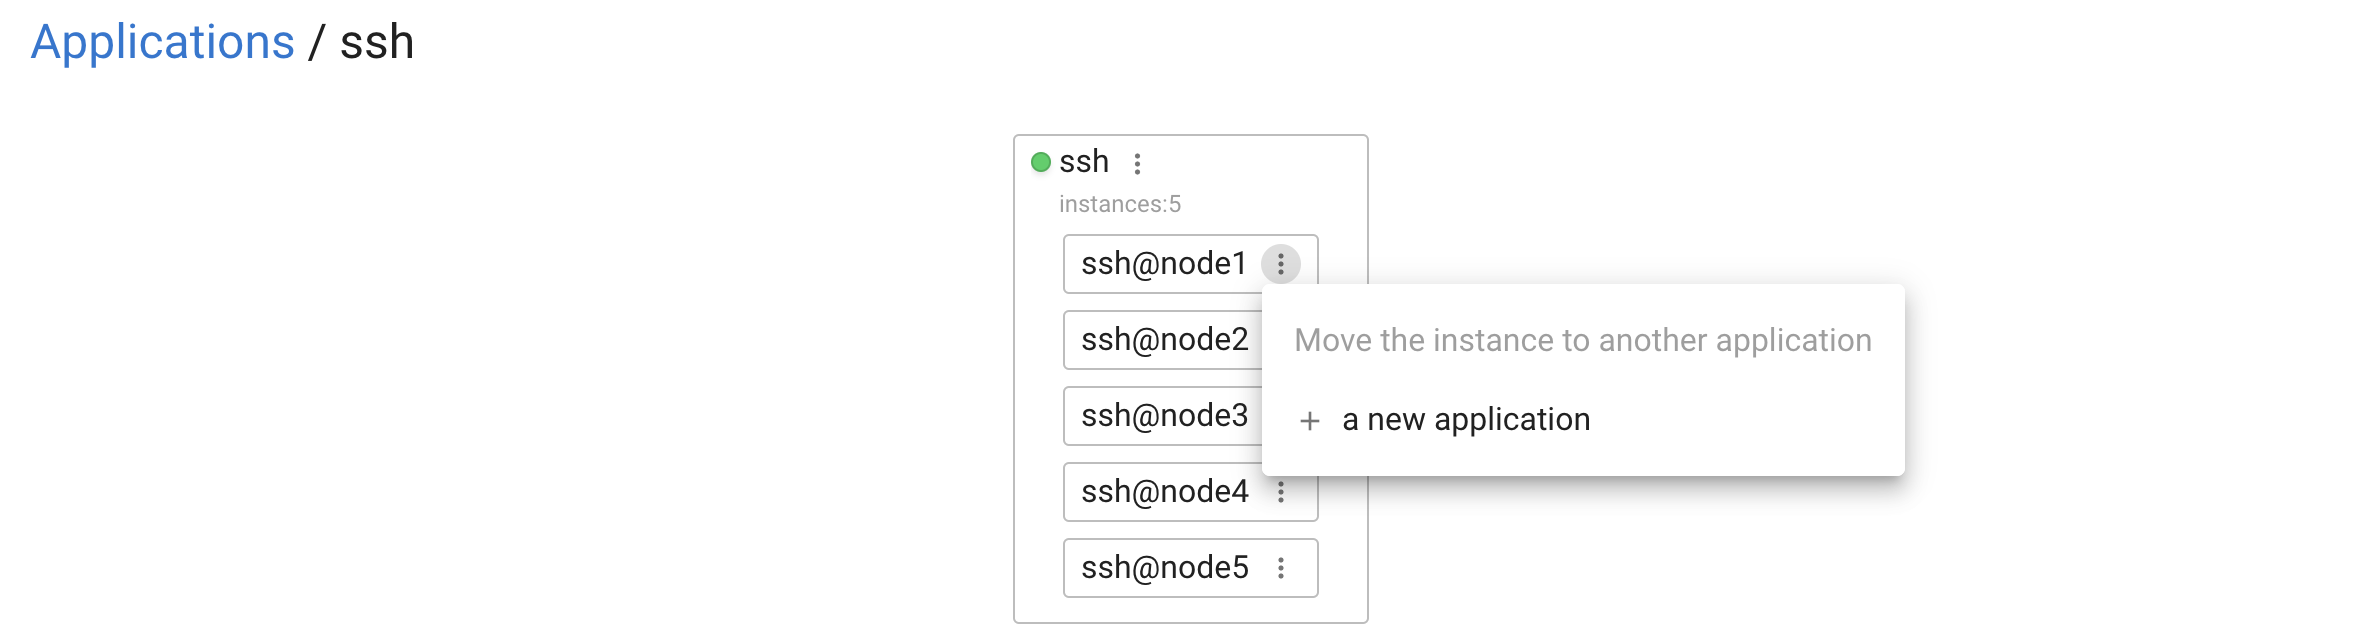 Applications / ssh
ssh
instances:5
ssh@node1
Move the instance to another application
ssh@node2
ssh@node3
+ a new application
ssh@node4
ssh@node5